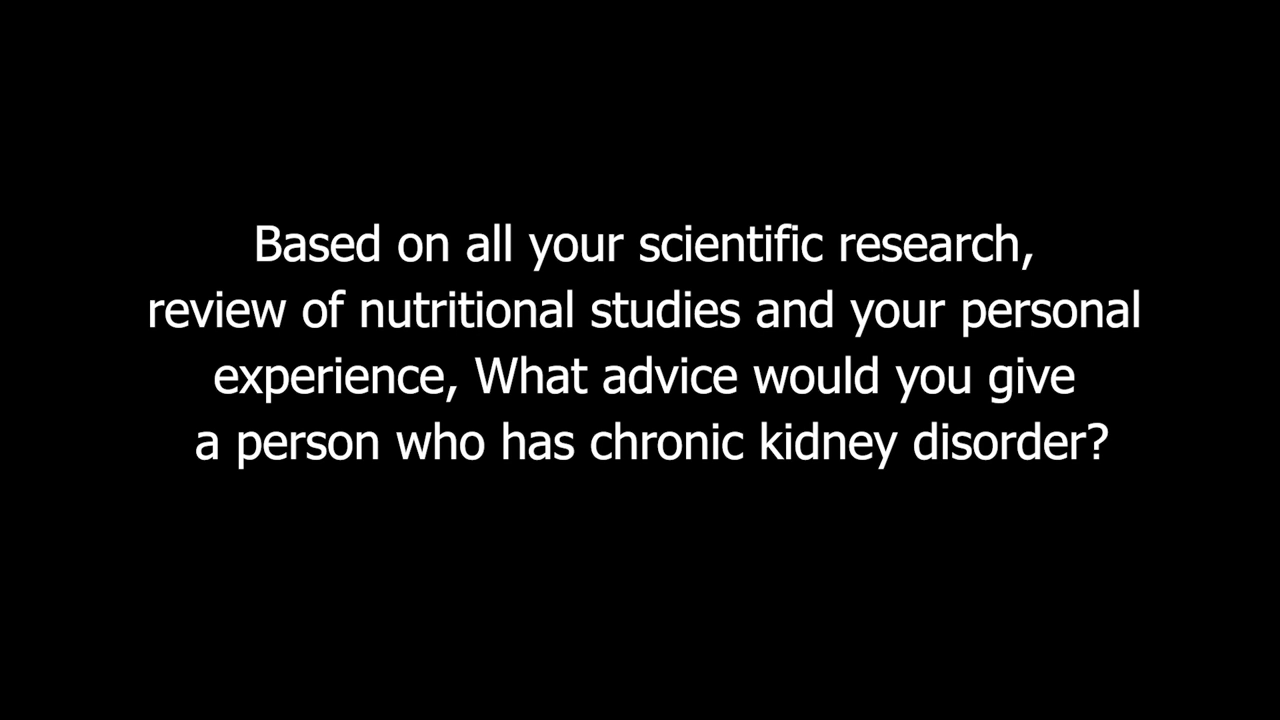 Based on all your scientific research,
review of nutritional studies and your personal
experience, What advice would you give
a person who has chronic kidney disorder?